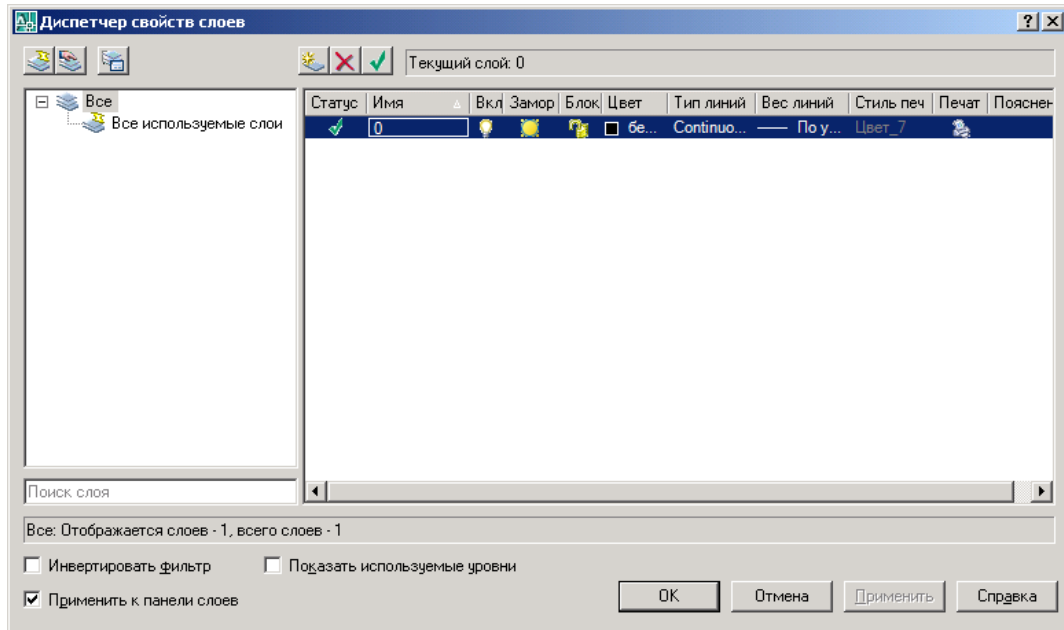 Диспетчер свойств слоев
Текущий слой: 0
Все
Все используемые слои
Статус Имя Вкл Замор Блок Цвет Тип линий Вес линий Стиль печ Печат Пояснен
0 бе... Continuo... По у... Цвет_7
Поиск слоя
Все: Отображается слоев - 1, всего слоев - 1
Инвертировать фильтр Показать используемые уровни
Применить к панели слоев
OK Отмена Применить Справка